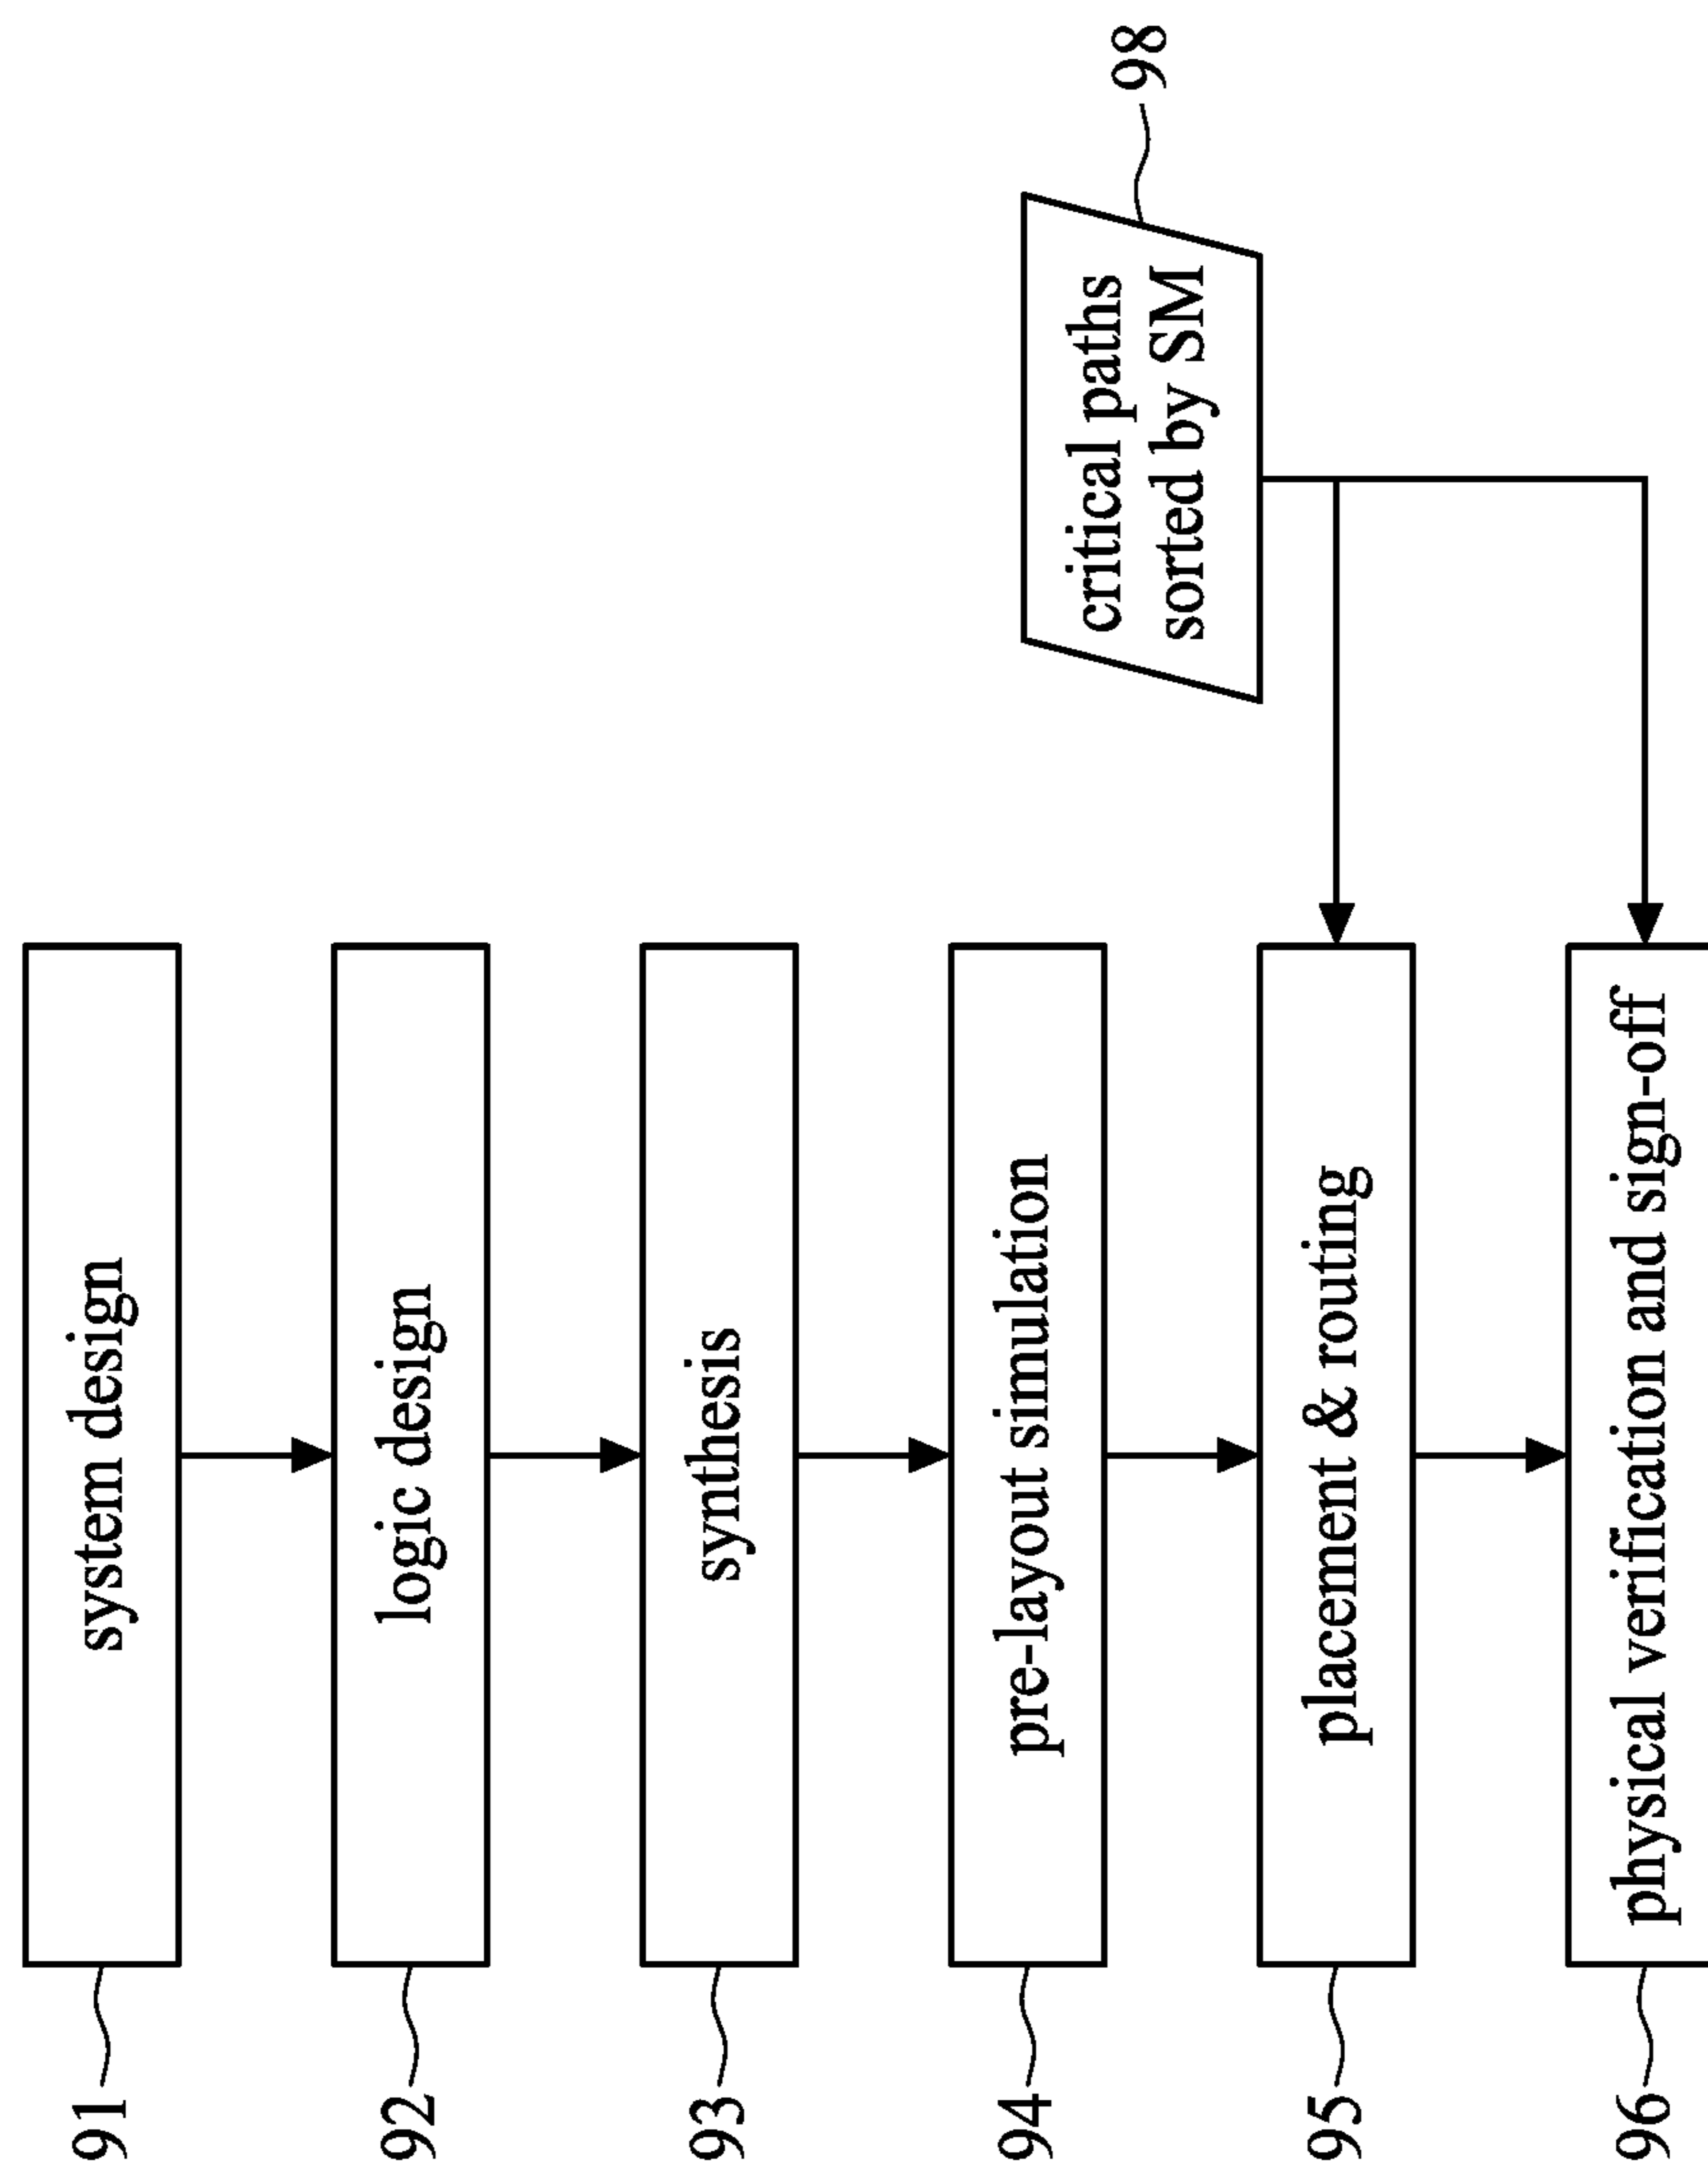 91
system design
92
logic design
93
synthesis
94
pre-layout simulation
98
critical paths
sorted by SM
95
placement & routing
96
physical verification and sign-off